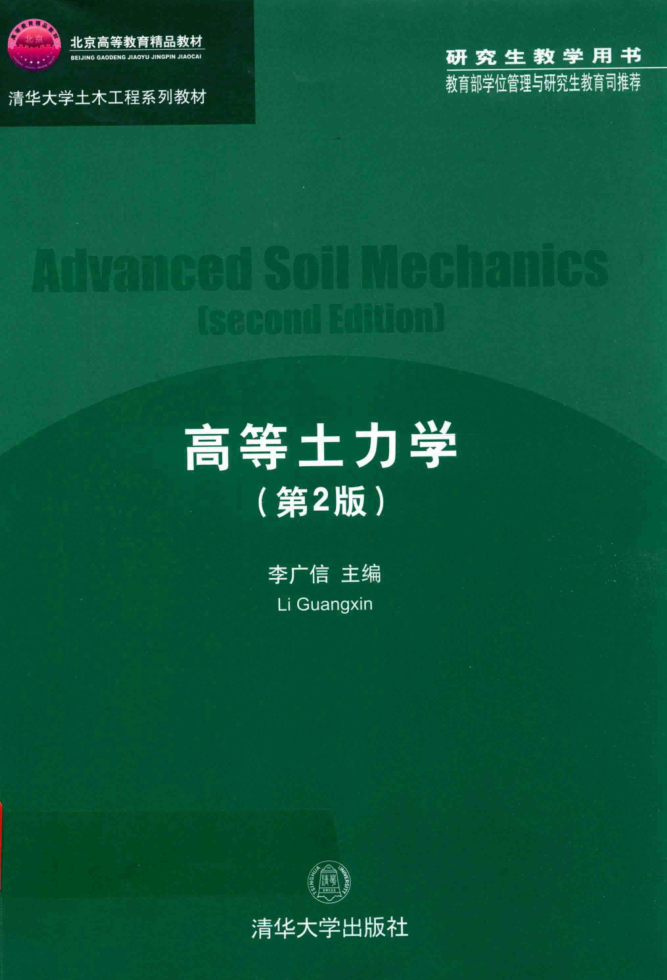 北京
北京高等教育精品教材
BEIJING GAODENG JIAOYU JINGPIN JIAOCAI
清华大学土木工程系列教材
研究生教学用书
教育部学位管理与研究生教育司推荐
Advanced Soil Mechanics
(second Edition)
高等土力学
(第2版)
李广信 主编
Li Guangxin
清华大学出版社